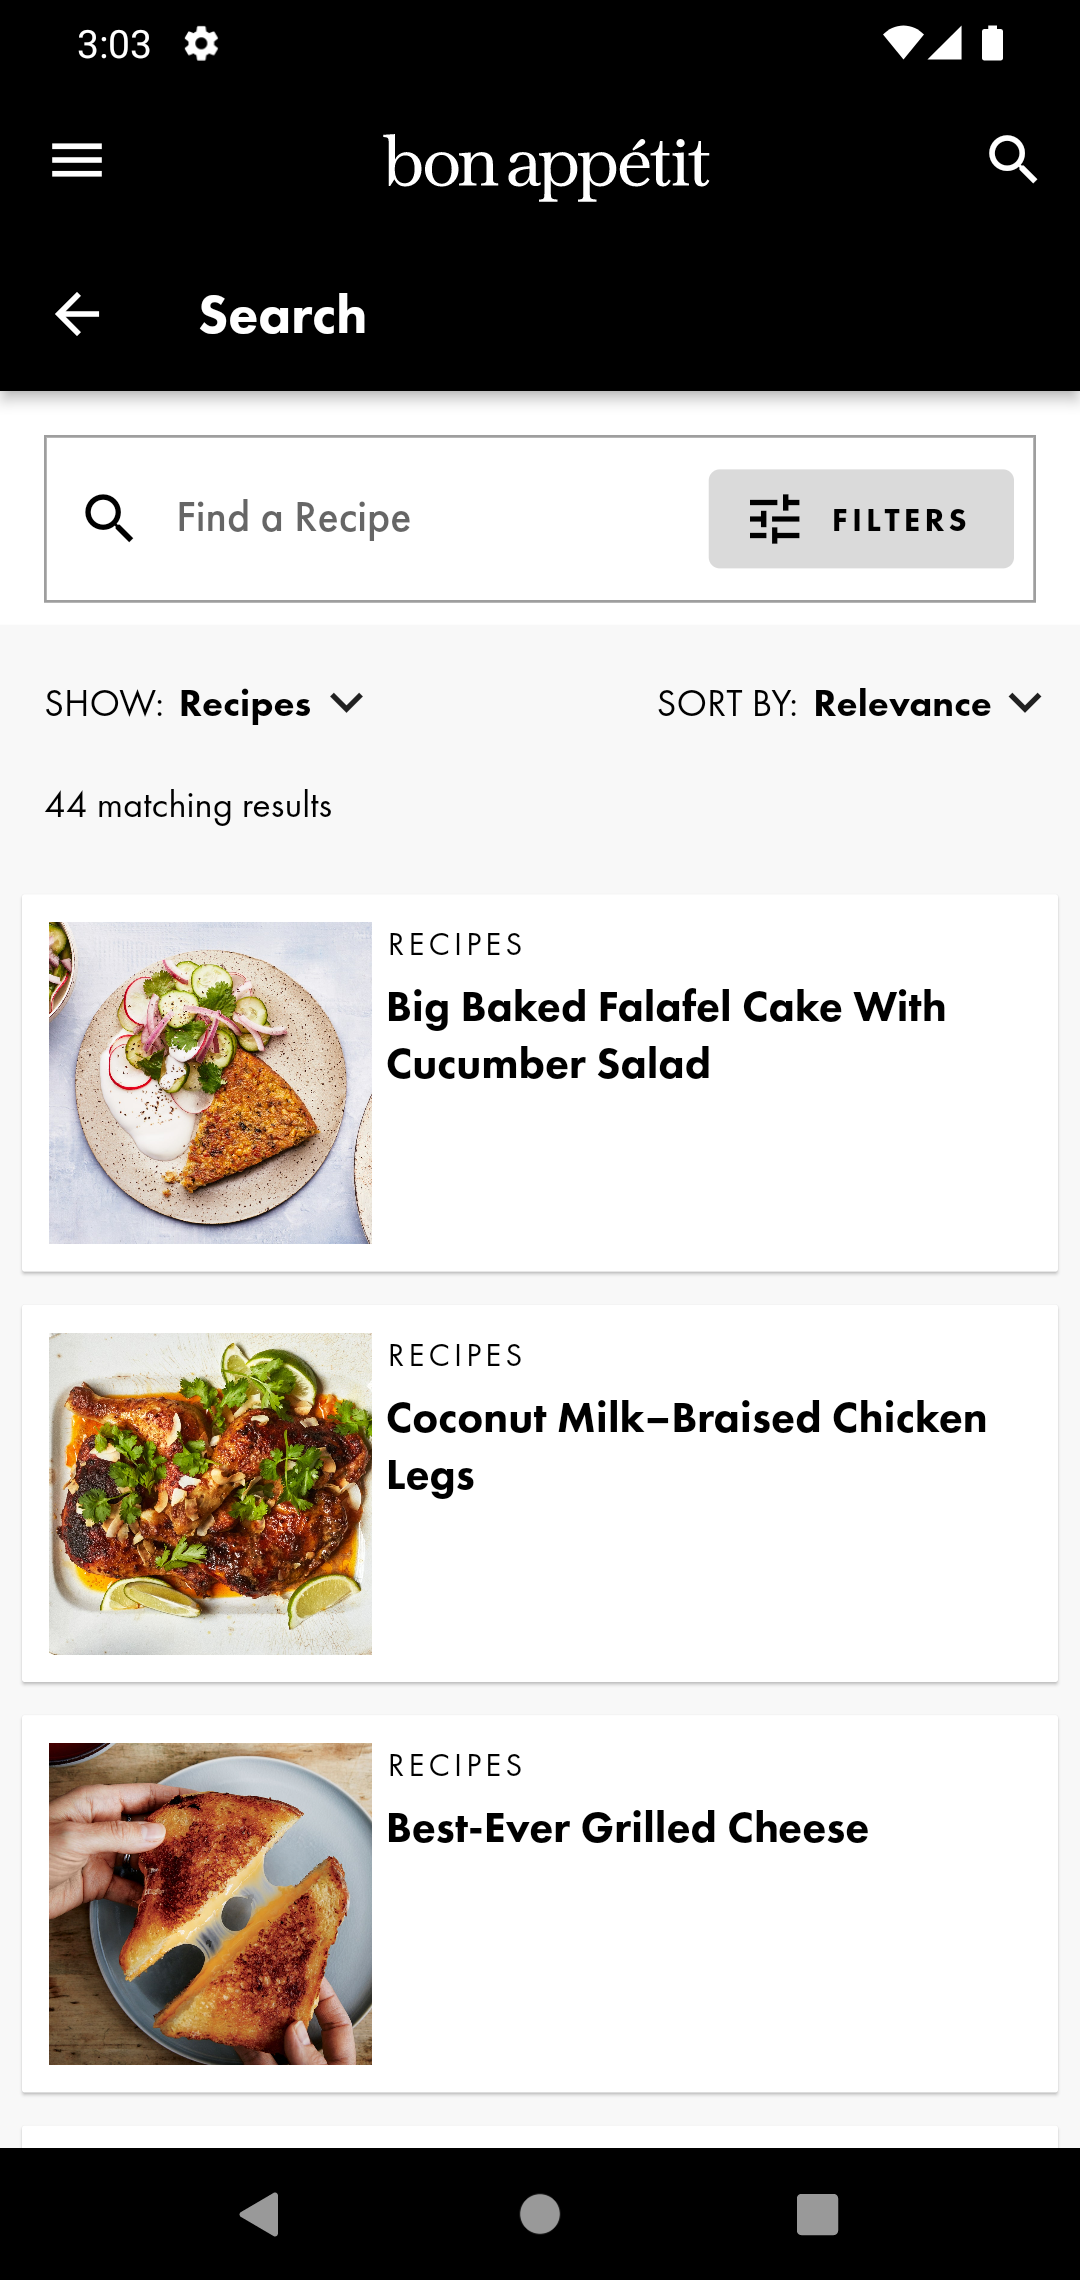 3:03
bon appétit
Search
Find a Recipe
FILTERS
SHOW: Recipes
SORT BY: Relevance
44 matching results
RECIPES
Big Baked Falafel Cake With
Cucumber Salad
RECIPES
Coconut Milk–Braised Chicken
Legs
RECIPES
Best-Ever Grilled Cheese